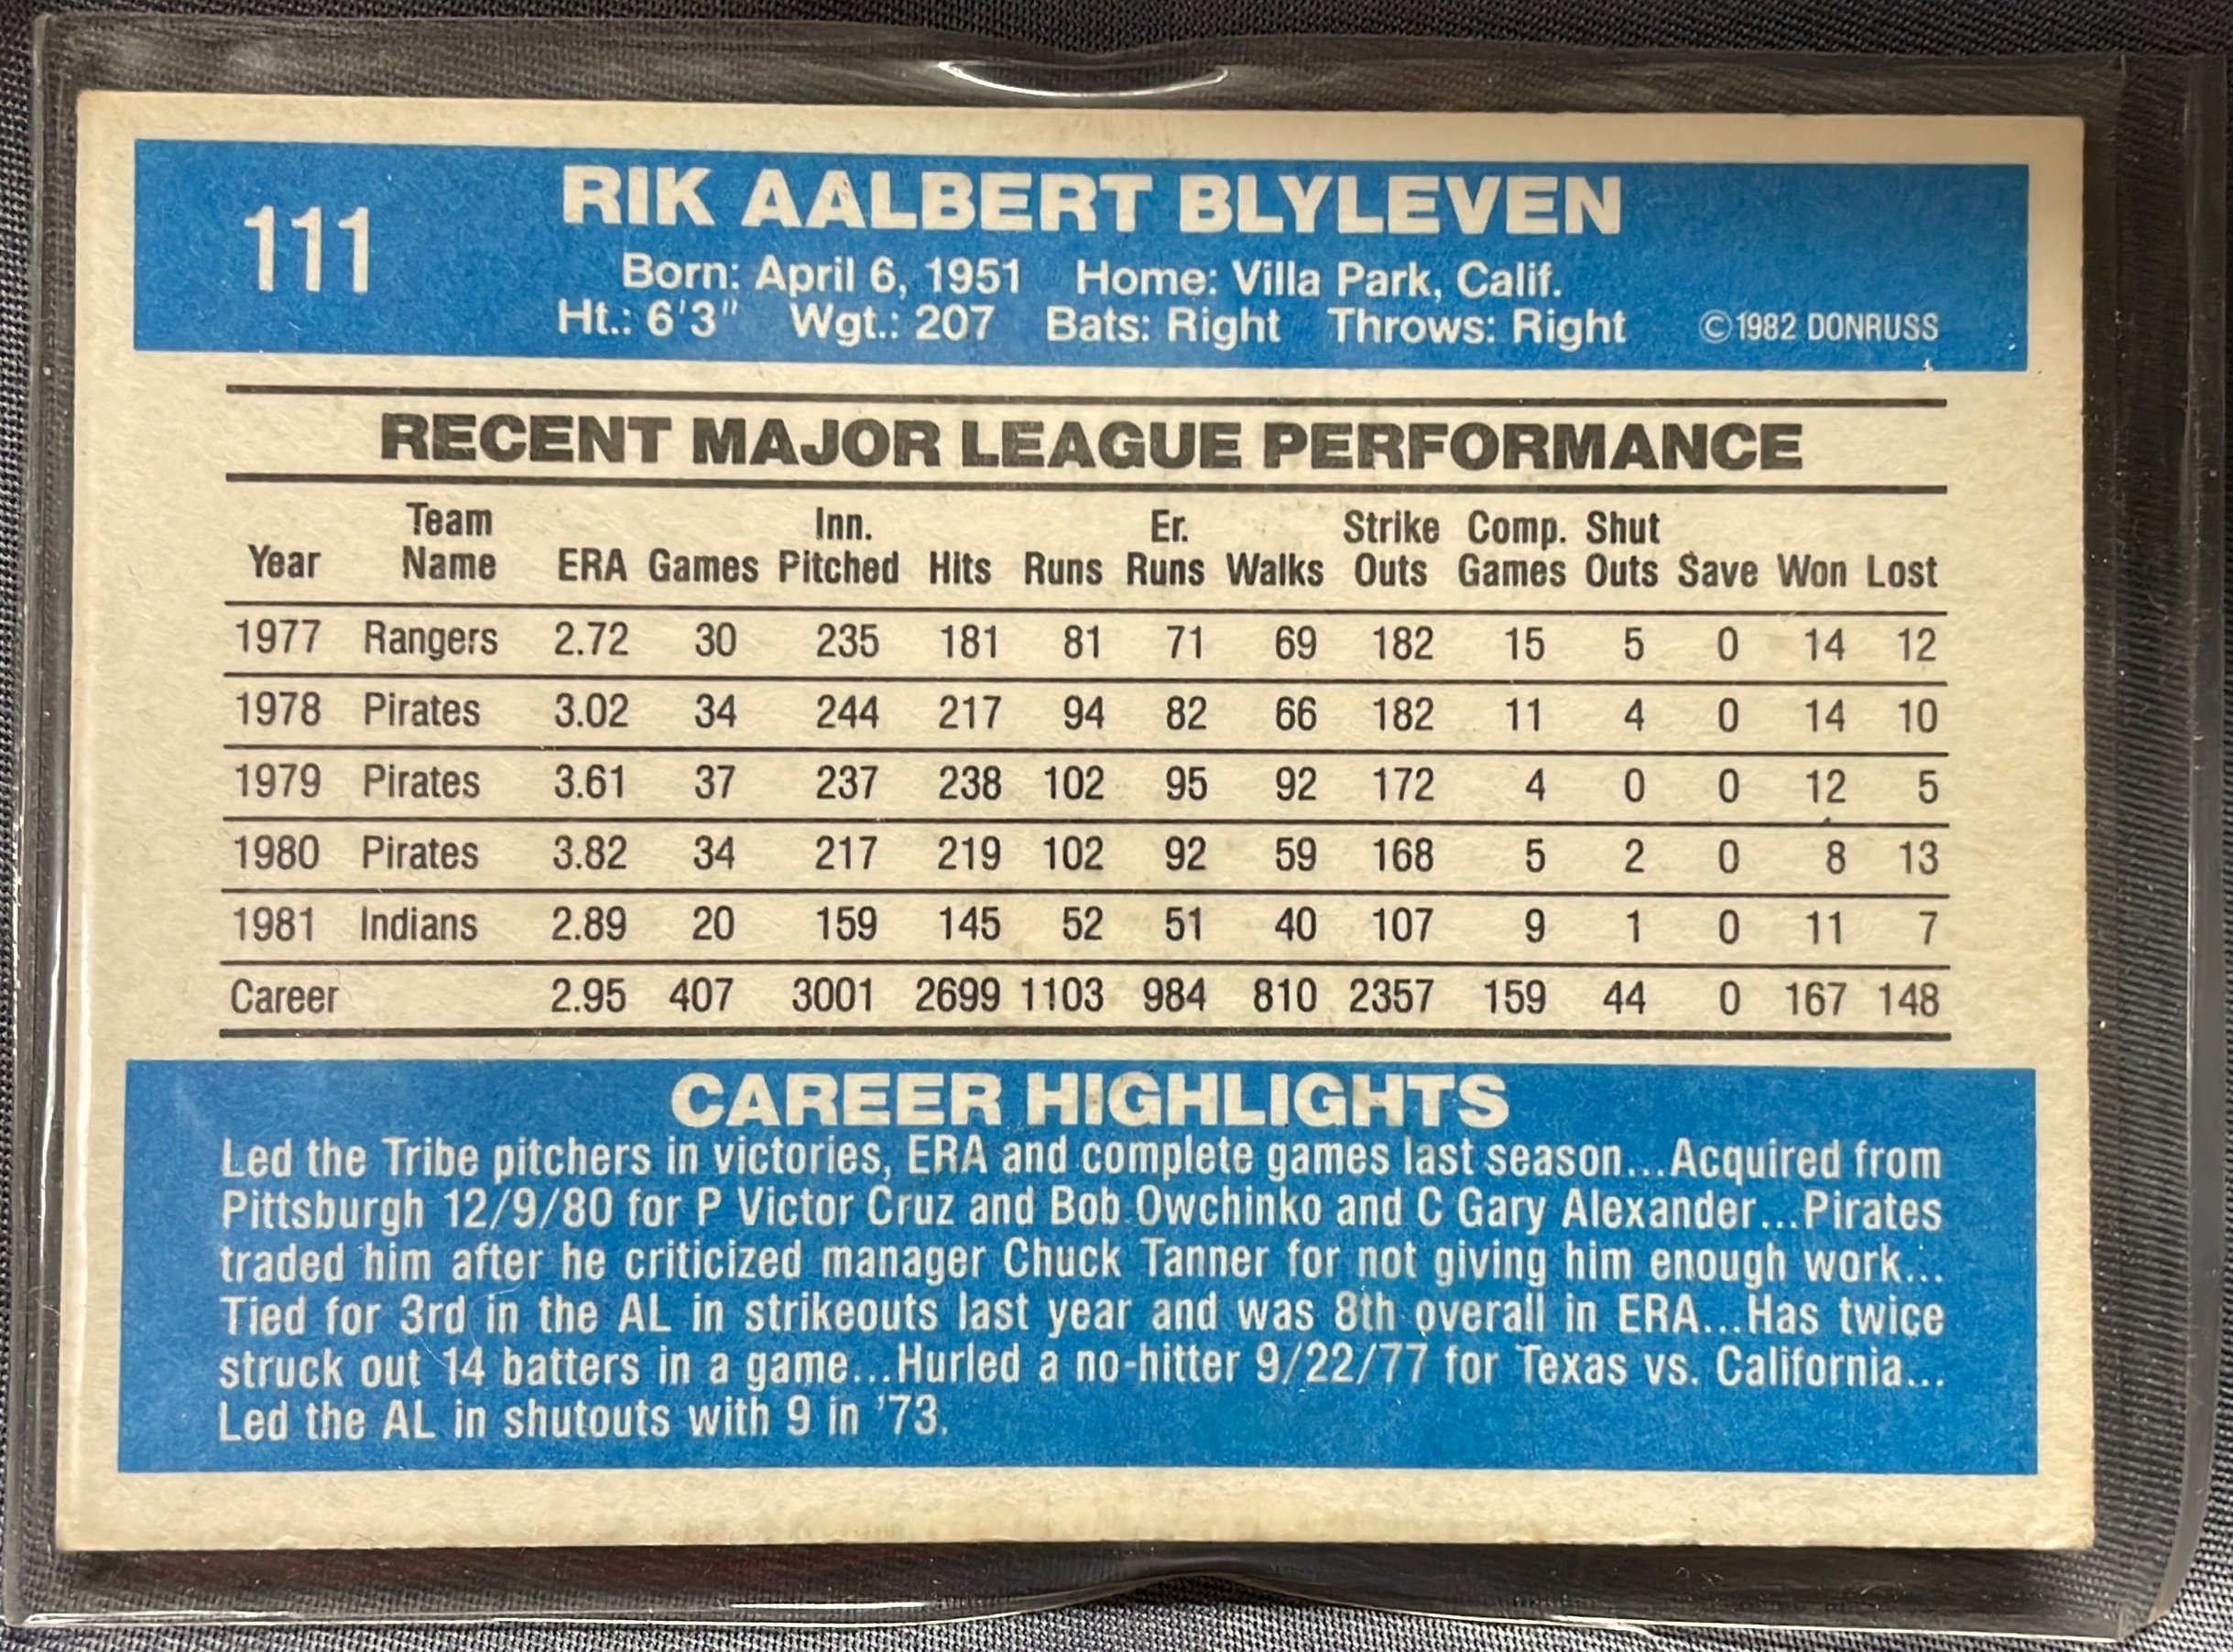 111
RIK AALBERT BLYLEVEN
Born: April 6, 1951 Home: Villa Park, Calif.
Ht.: 6'3" Wgt.: 207 Bats: Right Throws: Right ©1982 DONRUSS
RECENT MAJOR LEAGUE PERFORMANCE
Team Inn. Er. Strike Comp. Shut
Year Name ERA Games Pitched Hits Runs Runs Walks Outs Games Outs Save Won Lost
1977 Rangers 2.72 30 235 181 81 71 69 182 15 5 0 14 12
1978 Pirates 3.02 34 244 217 94 82 66 182 11 4 0 14 10
1979 Pirates 3.61 37 237 238 102 95 92 172 4 0 0 12 5
1980 Pirates 3.82 34 217 219 102 92 59 168 5 2 0 8 13
1981 Indians 2.89 20 159 145 52 51 40 107 9 1 0 11 7
Career 2.95 407 3001 2699 1103 984 810 2357 159 44 0 167 148
CAREER HIGHLIGHTS
Led the Tribe pitchers in victories, ERA and complete games last season...Acquired from
Pittsburgh 12/9/80 for P Victor Cruz and Bob Owchinko and C Gary Alexander...Pirates
traded him after he criticized manager Chuck Tanner for not giving him enough work...
Tied for 3rd in the AL in strikeouts last year and was 8th overall in ERA...Has twice
struck out 14 batters in a game...Hurled a no-hitter 9/22/77 for Texas vs. California...
Led the AL in shutouts with 9 in '73.